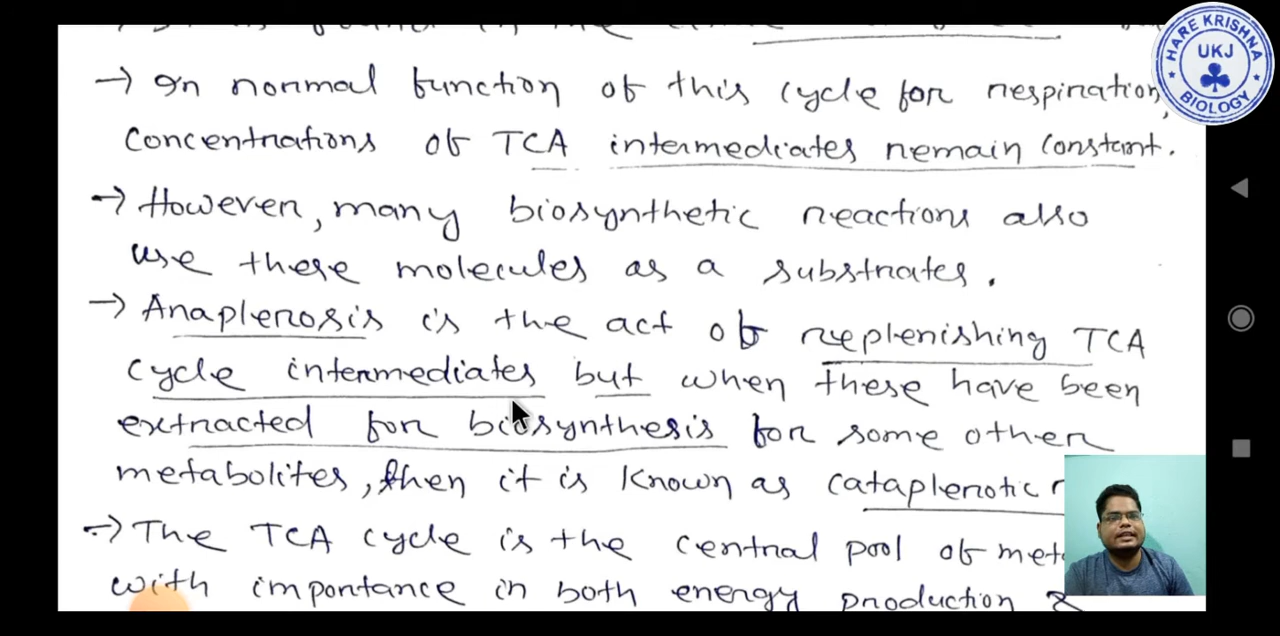 → In normal function of this cycle for respiration,
concentrations of TCA intermediates remain constant.
→ However, many biosynthetic reactions also
use these molecules as a substrates.
→ Anaplerosis is the act of replenishing TCA
cycle intermediates but when these have been
extracted for biosynthesis for some other
metabolites, then it is known as cataplerotic
→ The TCA cycle is the central pool of
with importance in both energy production &
HARE KRISHNA
UKJ
BIOLOGY